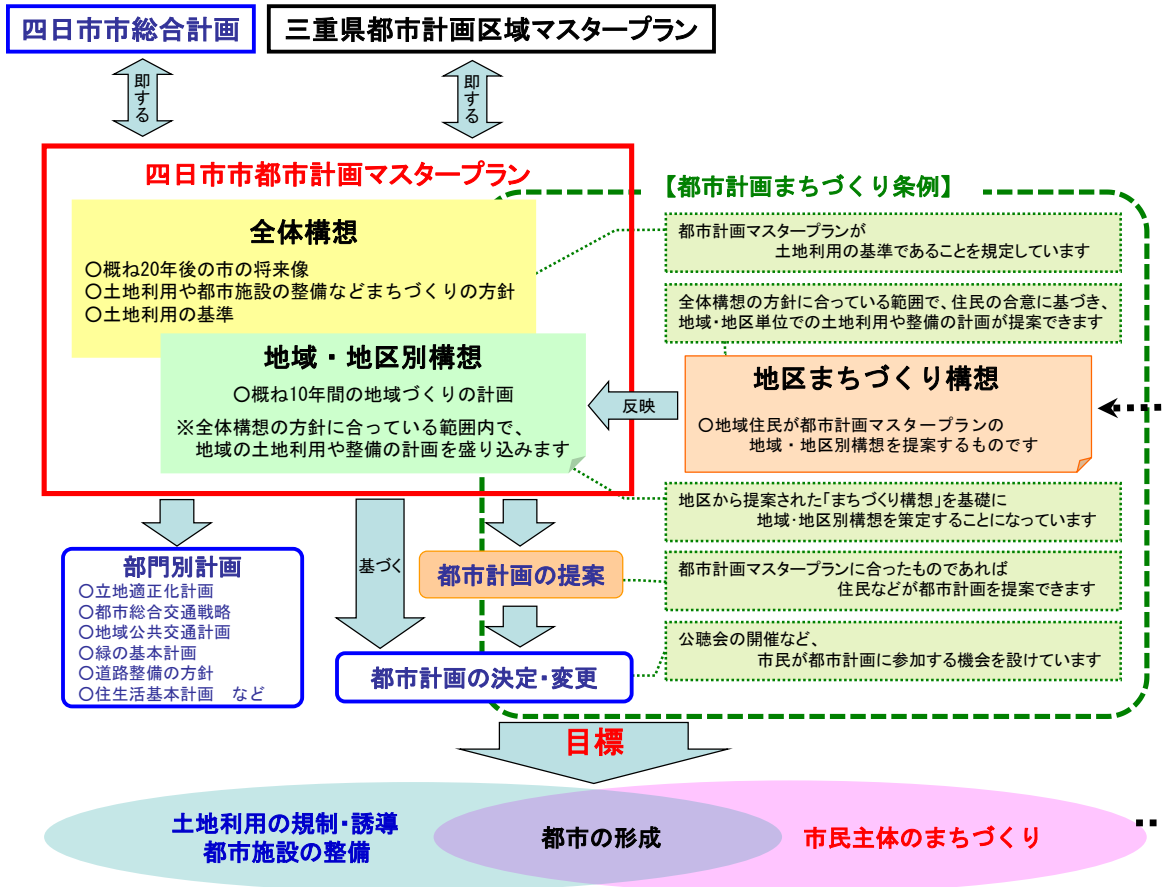 四日市市総合計画
三重県都市計画区域マスタープラン
即する
即する
四日市市都市計画マスタープラン
【都市計画まちづくり条例】
全体構想
〇概ね20年後の市の将来像
〇土地利用や都市施設の整備などまちづくりの方針
〇土地利用の基準
都市計画マスタープランが
土地利用の基準であることを規定しています
全体構想の方針に合っている範囲で、住民の合意に基づき、
地域・地区単位での土地利用や整備の計画が提案できます
地域・地区別構想
〇概ね10年間の地域づくりの計画
※全体構想の方針に合っている範囲内で、
地域の土地利用や整備の計画を盛り込みます
反映
地区まちづくり構想
〇地域住民が都市計画マスタープランの
地域・地区別構想を提案するものです
地区から提案された「まちづくり構想」を基礎に
地域・地区別構想を策定することになっています
部門別計画
〇立地適正化計画
〇都市総合交通戦略
〇地域公共交通計画
〇緑の基本計画
〇道路整備の方針
〇住生活基本計画　など
基づく
都市計画の提案
都市計画マスタープランに合ったものであれば
住民などが都市計画を提案できます
都市計画の決定・変更
公聴会の開催など、
市民が都市計画に参加する機会を設けています
目標
土地利用の規制・誘導
都市施設の整備
都市の形成
市民主体のまちづくり